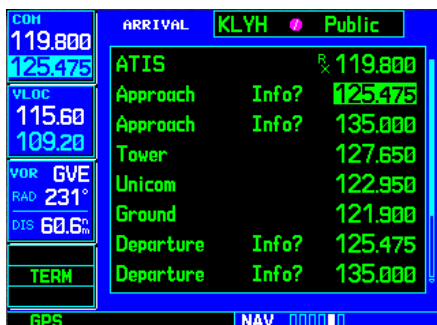 COM
119.800
125.475
VLOC
115.60
109.20
VOR GVE
RAD 231°
DIS 60.6 nm
TERM
GPS
ARRIVAL KLYH Public
ATIS Rx 119.800
Approach Info? 125.475
Approach Info? 135.000
Tower 127.650
Unicom 122.950
Ground 121.900
Departure Info? 125.475
Departure Info? 135.000
NAV